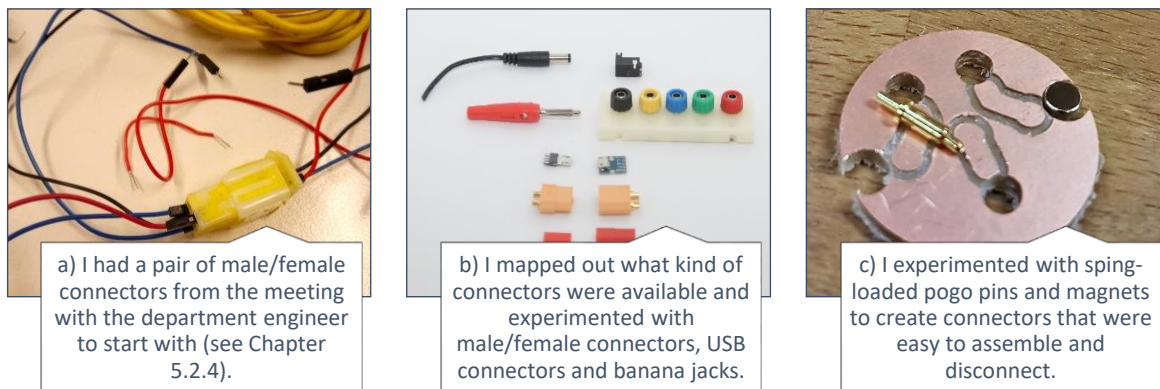 a) I had a pair of male/female
connectors from the meeting
with the department engineer
to start with (see Chapter
5.2.4).
b) I mapped out what kind of
connectors were available and
experimented with
male/female connectors, USB
connectors and banana jacks.
c) I experimented with sping-
loaded pogo pins and magnets
to create connectors that were
easy to assemble and
disconnect.